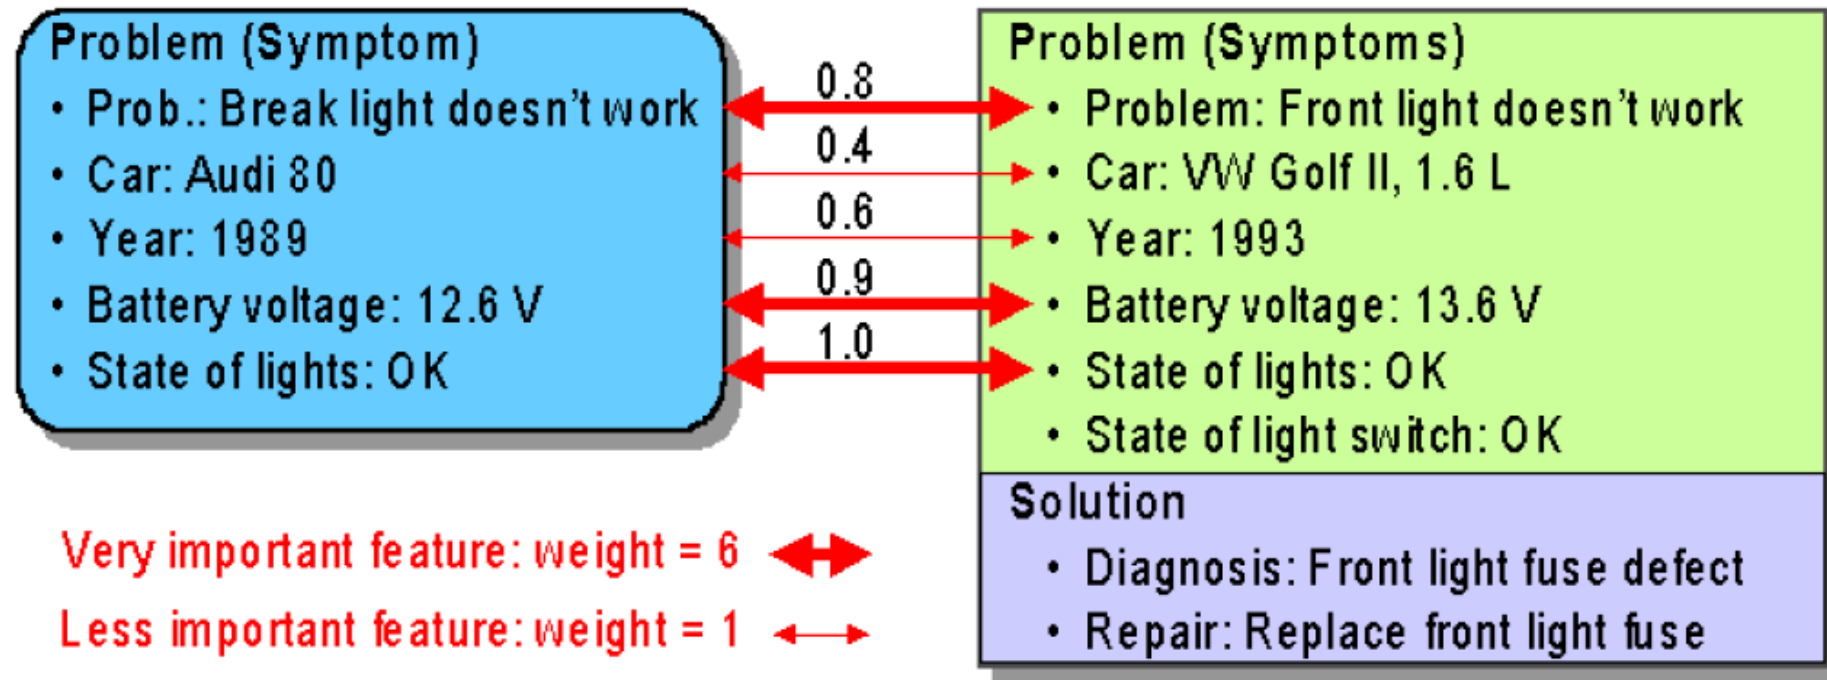 Problem (Symptom)
• Prob.: Break light doesn't work
• Car: Audi 80
• Year: 1989
• Battery voltage: 12.6 V
• State of lights: OK
0.8
0.4
0.6
0.9
1.0
Problem (Symptoms)
• Problem: Front light doesn't work
• Car: VW Golf II, 1.6 L
• Year: 1993
• Battery voltage: 13.6 V
• State of lights: OK
• State of light switch: OK
Solution
• Diagnosis: Front light fuse defect
• Repair: Replace front light fuse
Very important feature: weight = 6
Less important feature: weight = 1